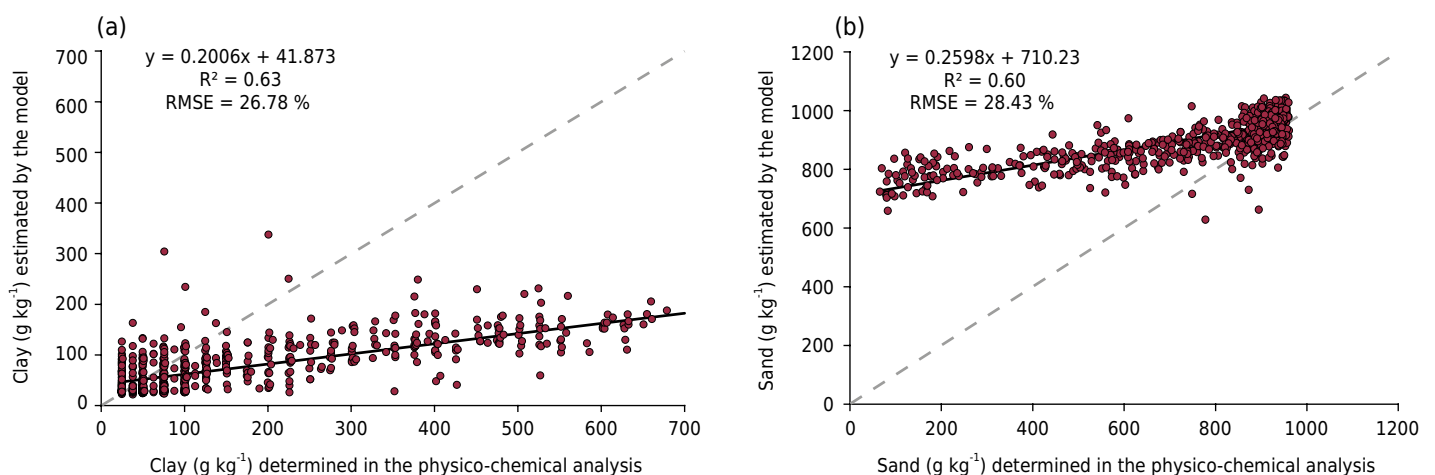 (a)
y = 0.2006x + 41.873
R² = 0.63
RMSE = 26.78 %
700
600
500
400
300
200
100
0
0 100 200 300 400 500 600 700
Clay (g kg⁻¹) estimated by the model
Clay (g kg⁻¹) determined in the physico-chemical analysis
(b)
y = 0.2598x + 710.23
R² = 0.60
RMSE = 28.43 %
1200
1000
800
600
400
200
0
0 200 400 600 800 1000 1200
Sand (g kg⁻¹) estimated by the model
Sand (g kg⁻¹) determined in the physico-chemical analysis